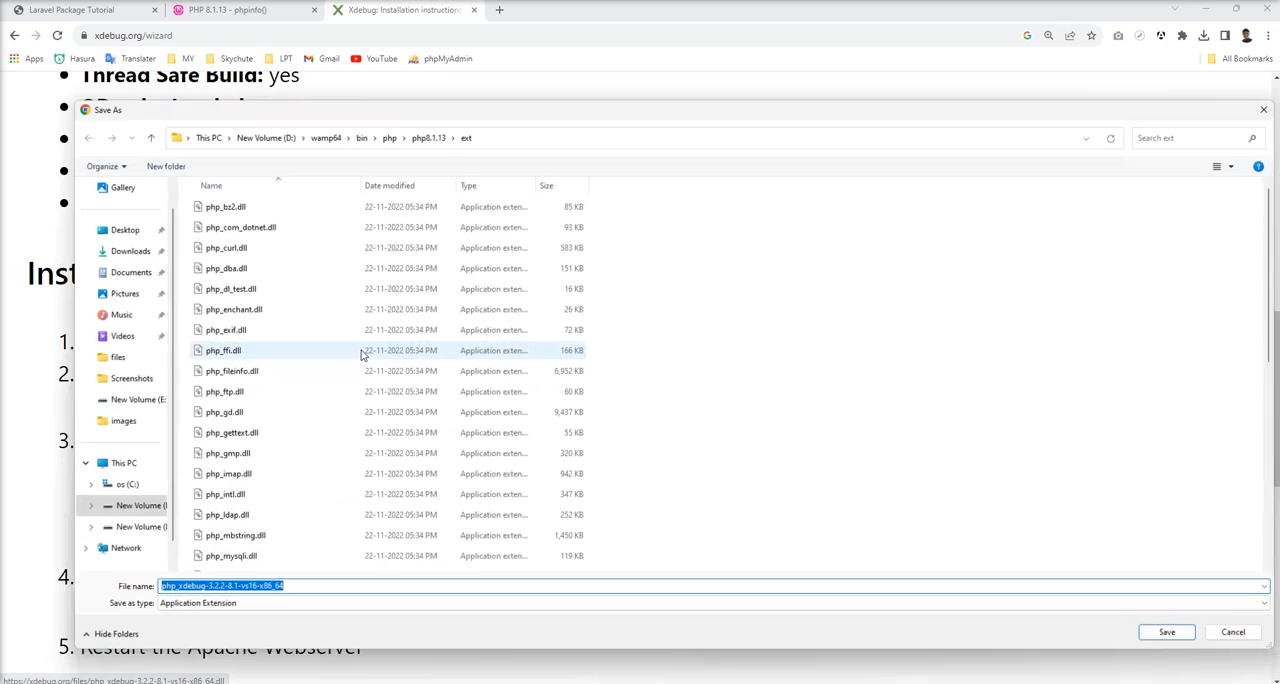 Laravel Package Tutorial
PHP 8.1.13 - phpinfo()
Xdebug: Installation instructions
xdebug.org/wizard
Apps Hasura Translater MY Skychute LPT Gmail YouTube phpMyAdmin All Bookmarks
Thread Safe Build: yes
Save As
This PC > New Volume (D:) > wamp64 > bin > php > php8.1.13 > ext
Search ext
Organize New folder
Name Date modified Type Size
Gallery
Desktop
Downloads
Documents
Pictures
Music
Videos
files
Screenshots
New Volume (E:
images
This PC
os (C:)
New Volume (
New Volume (
Network
php_bz2.dll 22-11-2022 05:34 PM Application exten... 85 KB
php_com_dotnet.dll 22-11-2022 05:34 PM Application exten... 93 KB
php_curl.dll 22-11-2022 05:34 PM Application exten... 583 KB
php_dba.dll 22-11-2022 05:34 PM Application exten... 151 KB
php_dl_test.dll 22-11-2022 05:34 PM Application exten... 16 KB
php_enchant.dll 22-11-2022 05:34 PM Application exten... 26 KB
php_exif.dll 22-11-2022 05:34 PM Application exten... 72 KB
php_ffi.dll 22-11-2022 05:34 PM Application exten... 166 KB
php_fileinfo.dll 22-11-2022 05:34 PM Application exten... 6,952 KB
php_ftp.dll 22-11-2022 05:34 PM Application exten... 60 KB
php_gd.dll 22-11-2022 05:34 PM Application exten... 9,437 KB
php_gettext.dll 22-11-2022 05:34 PM Application exten... 55 KB
php_gmp.dll 22-11-2022 05:34 PM Application exten... 320 KB
php_imap.dll 22-11-2022 05:34 PM Application exten... 942 KB
php_intl.dll 22-11-2022 05:34 PM Application exten... 347 KB
php_ldap.dll 22-11-2022 05:34 PM Application exten... 252 KB
php_mbstring.dll 22-11-2022 05:34 PM Application exten... 1,450 KB
php_mysqli.dll 22-11-2022 05:34 PM Application exten... 119 KB
Inst
1.
2.
3.
4.
File name: php_xdebug-3.2.2-8.1-vs16-x86_64
Save as type: Application Extension
Hide Folders
Save Cancel
5. Restart the Apache Webserver
https://xdebug.org/files/php_xdebug-3.2.2-8.1-vs16-x86_64.dll